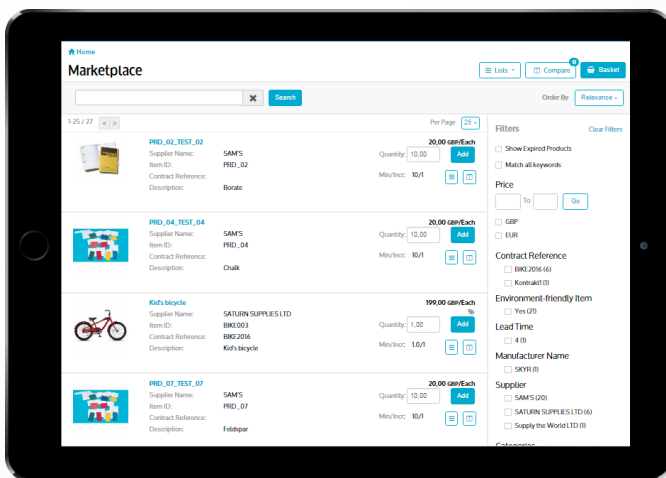 Home
Marketplace
Lists
Compare
0
Basket
Search
Order By
Relevance
1-25 / 27 < >
Per Page 25
PRD_02_TEST_02
20,00 GBP/Each
Supplier Name: SAM'S
Quantity: 10,00 Add
Item ID: PRD_02
Contract Reference:
Min/Incr: 10/1
Description: Borate
PRD_04_TEST_04
20,00 GBP/Each
Supplier Name: SAM'S
Quantity: 10,00 Add
Item ID: PRD_04
Contract Reference:
Min/Incr: 10/1
Description: Chalk
Kid's bicycle
199,00 GBP/Each
Supplier Name: SATURN SUPPLIES LTD
Item ID: BIKE003
Quantity: 1,00 Add
Contract Reference: BIKE2016
Min/Incr: 1.0/1
Description: Kid's bicycle
PRD_07_TEST_07
20,00 GBP/Each
Supplier Name: SAM'S
Quantity: 10,00 Add
Item ID: PRD_07
Contract Reference:
Min/Incr: 10/1
Description: Feldspar
Filters
Clear Filters
Show Expired Products
Match all keywords
Price
To Go
GBP
EUR
Contract Reference
BIKE2016 (6)
Kontrakt1 (1)
Environment-friendly Item
Yes (21)
Lead Time
4 (1)
Manufacturer Name
SKYR (1)
Supplier
SAM'S (20)
SATURN SUPPLIES LTD (6)
Supply the World LTD (1)
Categories